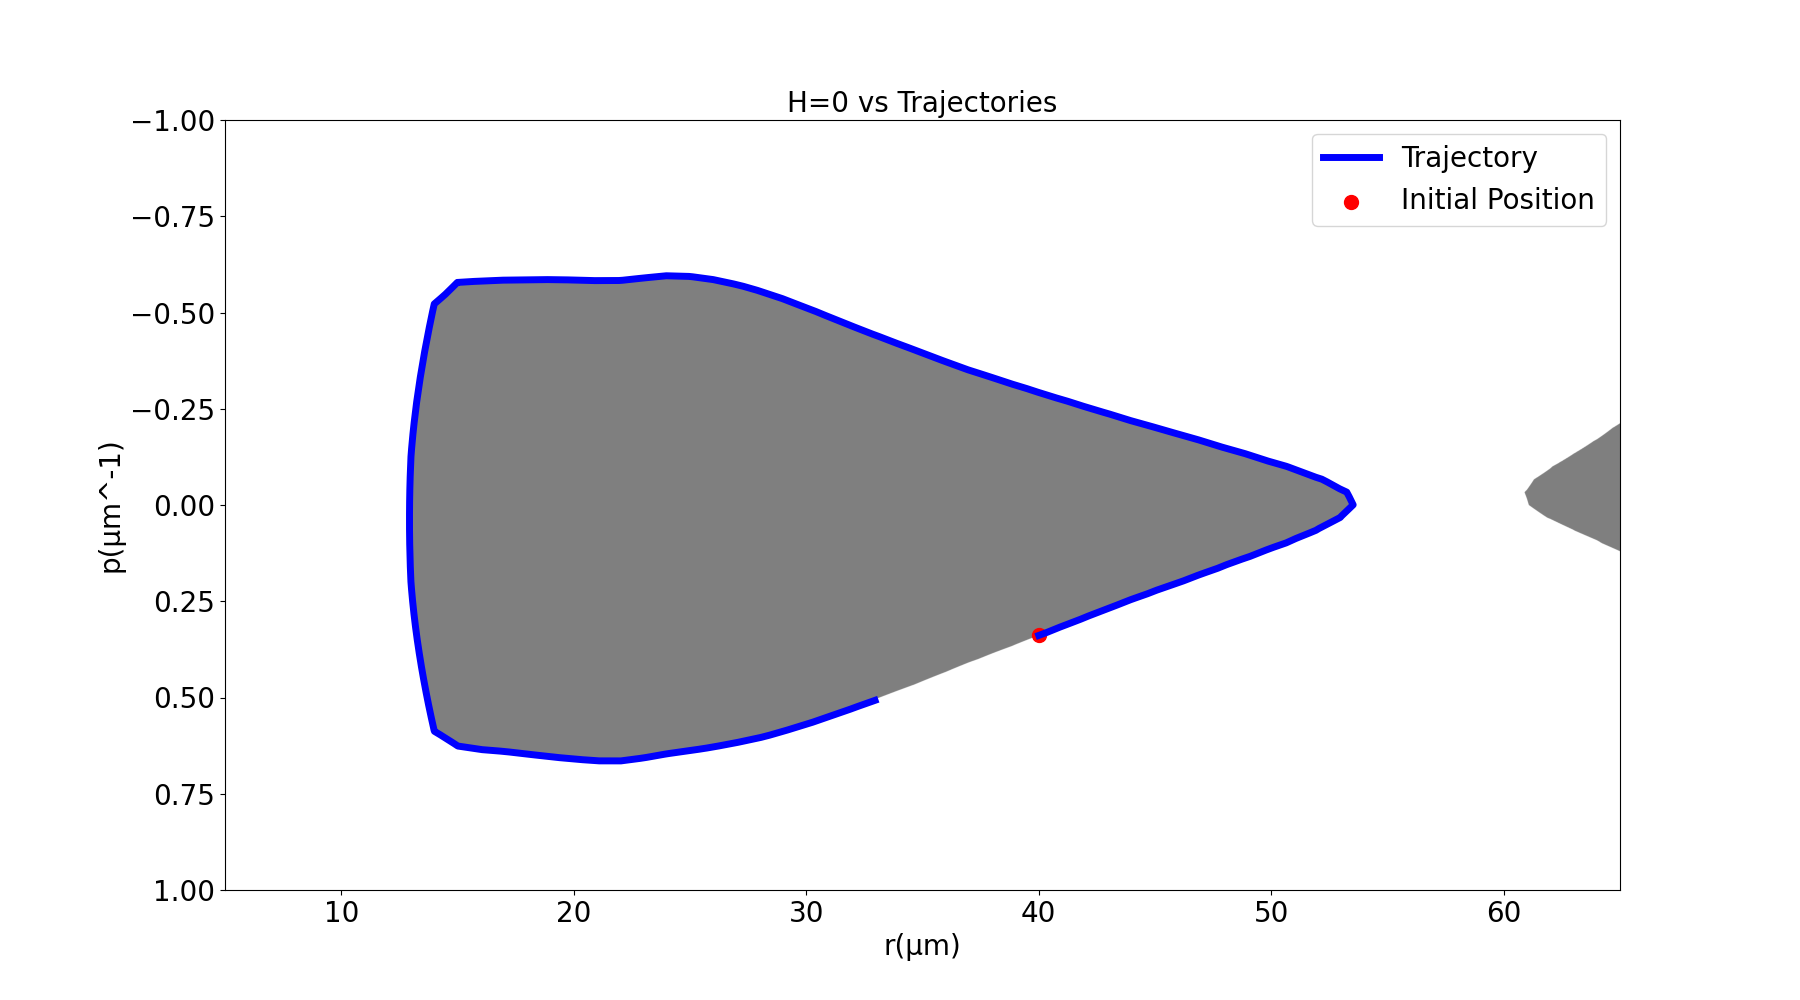 H=0 vs Trajectories
Trajectory
Initial Position
−1.00
−0.75
−0.50
−0.25
0.00
0.25
0.50
0.75
1.00
p(μm^-1)
10 20 30 40 50 60
r(μm)